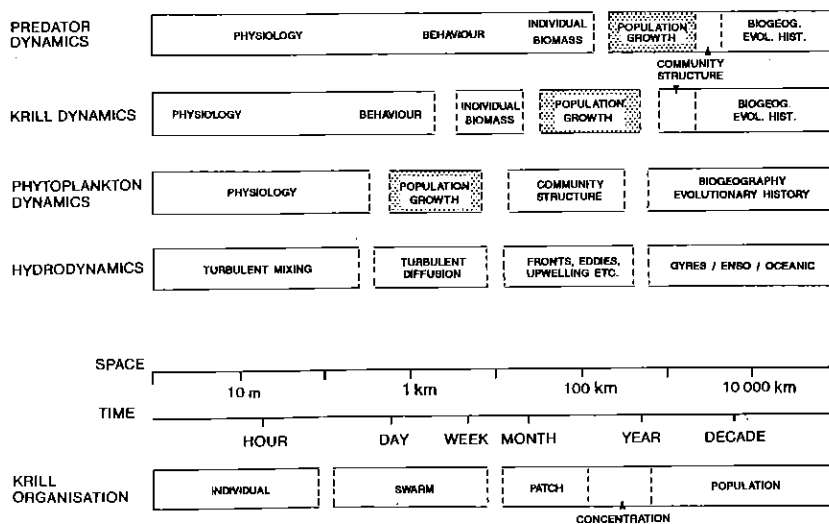 PREDATOR DYNAMICS
PHYSIOLOGY
BEHAVIOUR
INDIVIDUAL BIOMASS
POPULATION GROWTH
BIOGEOG. EVOL. HIST.
COMMUNITY STRUCTURE
KRILL DYNAMICS
PHYSIOLOGY
BEHAVIOUR
INDIVIDUAL BIOMASS
POPULATION GROWTH
BIOGEOG. EVOL. HIST.
PHYTOPLANKTON DYNAMICS
PHYSIOLOGY
POPULATION GROWTH
COMMUNITY STRUCTURE
BIOGEOGRAPHY EVOLUTIONARY HISTORY
HYDRODYNAMICS
TURBULENT MIXING
TURBULENT DIFFUSION
FRONTS, EDDIES, UPWELLING ETC.
GYRES / ENSO / OCEANIC
SPACE
10 m
1 km
100 km
10 000 km
TIME
HOUR
DAY
WEEK
MONTH
YEAR
DECADE
KRILL ORGANISATION
INDIVIDUAL
SWARM
PATCH
POPULATION
CONCENTRATION